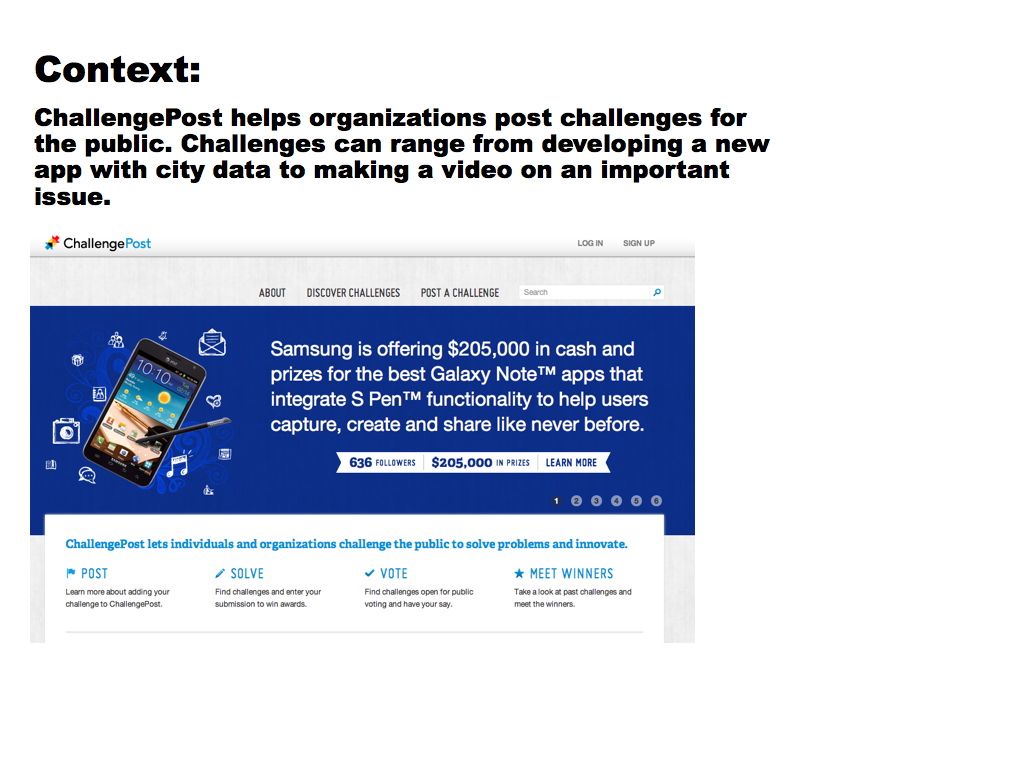 Context:
ChallengePost helps organizations post challenges for
the public. Challenges can range from developing a new
app with city data to making a video on an important
issue.
ChallengePost
LOG IN SIGN UP
ABOUT DISCOVER CHALLENGES POST A CHALLENGE Search
Samsung is offering $205,000 in cash and
prizes for the best Galaxy Note™ apps that
integrate S Pen™ functionality to help users
capture, create and share like never before.
10:10
SAMSUNG
636 FOLLOWERS $205,000 IN PRIZES LEARN MORE
1 2 3 4 5 6
ChallengePost lets individuals and organizations challenge the public to solve problems and innovate.
POST
Learn more about adding your
challenge to ChallengePost.
SOLVE
Find challenges and enter your
submission to win awards.
VOTE
Find challenges open for public
voting and have your say.
MEET WINNERS
Take a look at past challenges and
meet the winners.